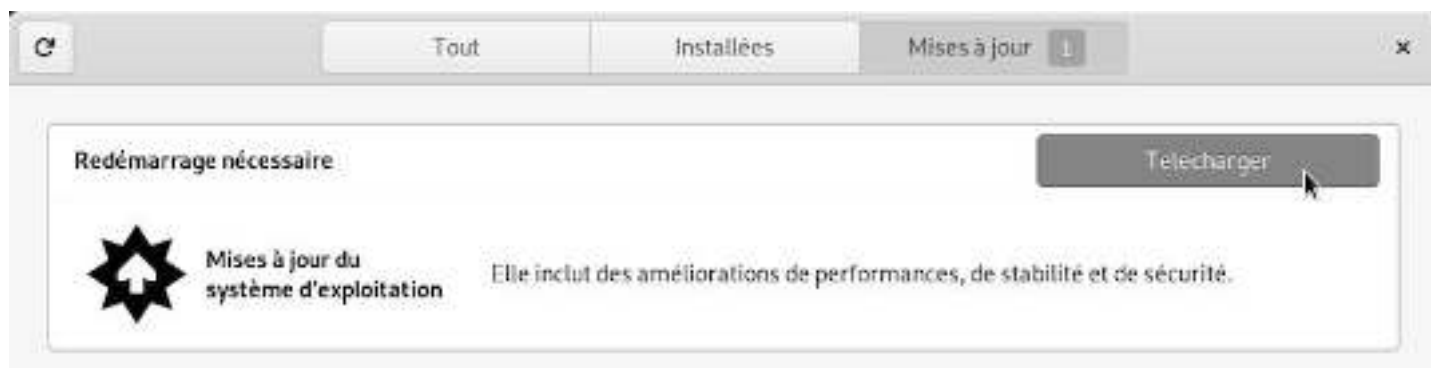 Tout Installées Mises à jour 1
Redémarrage nécessaire Télécharger
Mises à jour du
système d'exploitation
Elle inclut des améliorations de performances, de stabilité et de sécurité.